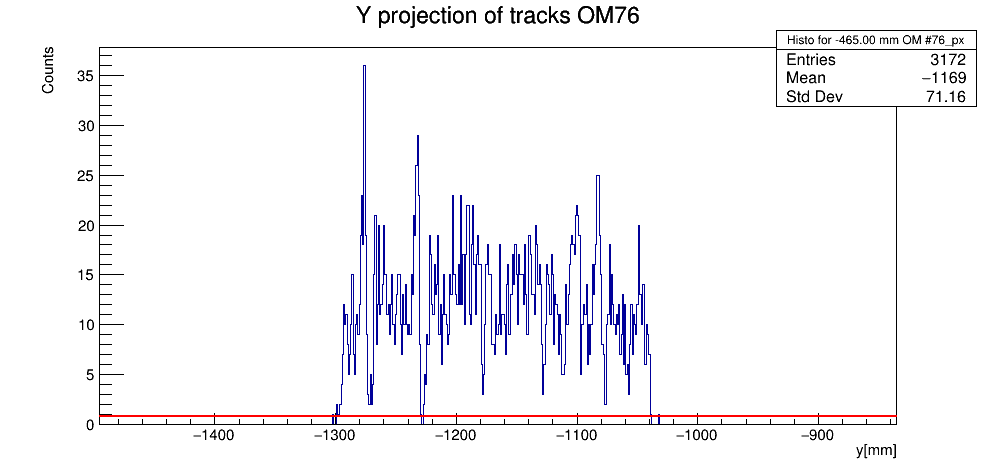 Y projection of tracks OM76
Histo for -465.00 mm OM #76_px
Entries 3172
Mean −1169
Std Dev 71.16
Counts
35
30
25
20
15
10
5
0
−1400 −1300 −1200 −1100 −1000 −900
y[mm]